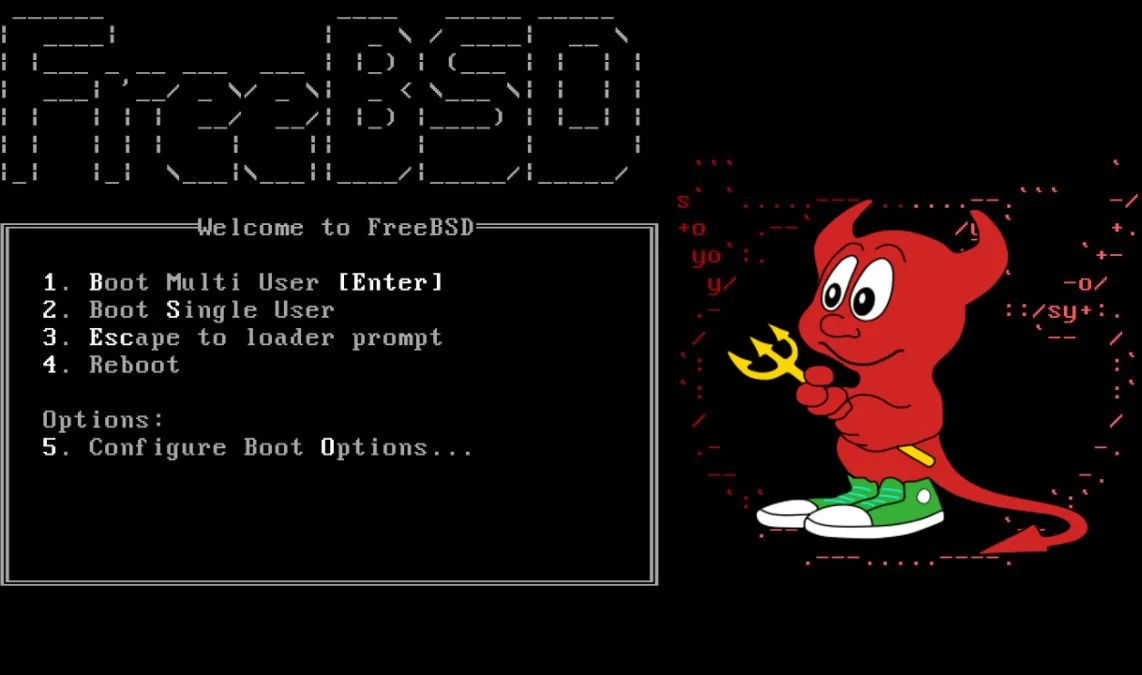 FreeBSD
Welcome to FreeBSD
1. Boot Multi User [Enter]
2. Boot Single User
3. Escape to loader prompt
4. Reboot
Options:
5. Configure Boot Options...